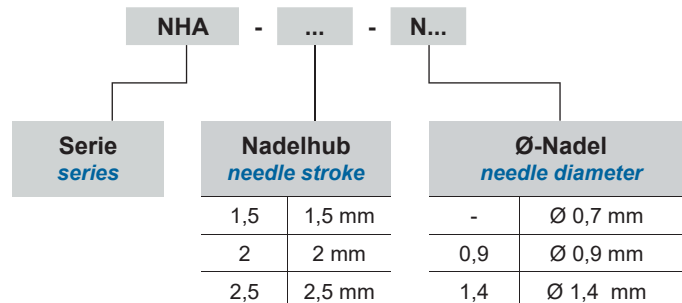 NHA - ... - N...
Serie Nadelhub Ø-Nadel
series needle stroke needle diameter
1,5 1,5 mm - Ø 0,7 mm
2 2 mm 0,9 Ø 0,9 mm
2,5 2,5 mm 1,4 Ø 1,4 mm